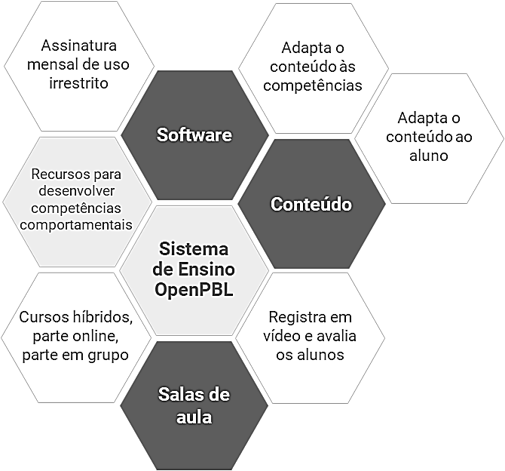 Assinatura
mensal de uso
irrestrito
Adapta o
conteúdo às
competências
Software
Adapta o
conteúdo ao
aluno
Recursos para
desenvolver
competências
comportamentais
Conteúdo
Sistema
de Ensino
OpenPBL
Cursos híbridos,
parte online,
parte em grupo
Registra em
vídeo e avalia
os alunos
Salas de
aula